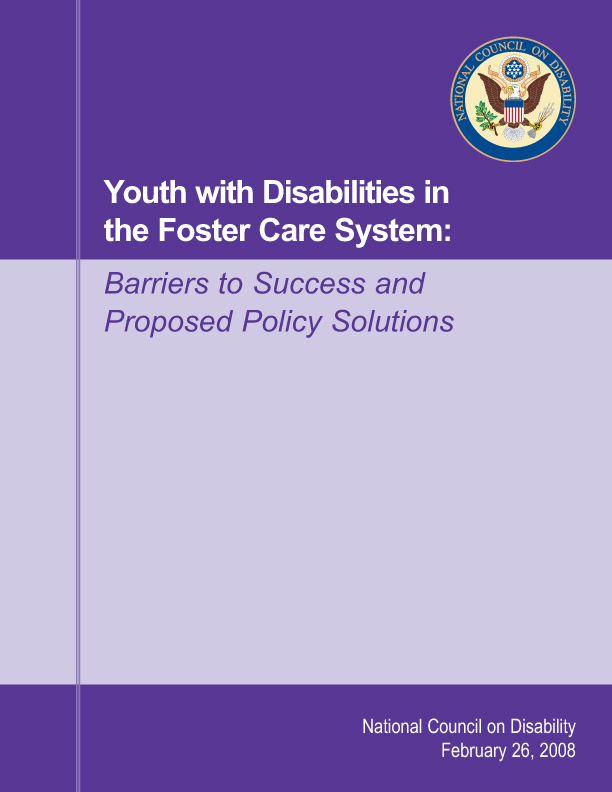 NATIONAL COUNCIL ON DISABILITY
Youth with Disabilities in
the Foster Care System:
Barriers to Success and
Proposed Policy Solutions
National Council on Disability
February 26, 2008